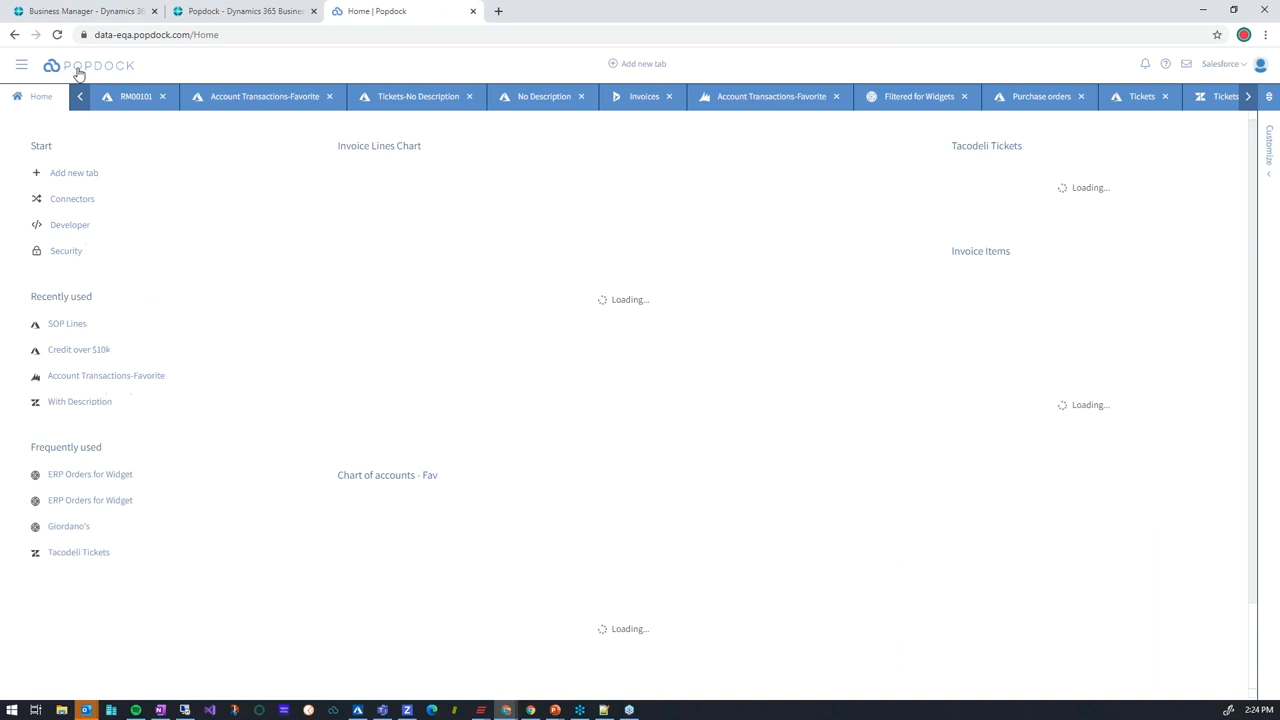 Business Manager - Dynamics 36
Popdock - Dynamics 365 Busines
Home | Popdock
data-eqa.popdock.com/Home
POPDOCK
Add new tab
Salesforce
Home
RM00101
Account Transactions-Favorite
Tickets-No Description
No Description
Invoices
Account Transactions-Favorite
Filtered for Widgets
Purchase orders
Tickets
Tickets
Customize
Start
Invoice Lines Chart
Tacodeli Tickets
Add new tab
Loading...
Connectors
Developer
Security
Invoice Items
Recently used
Loading...
SOP Lines
Credit over $10k
Account Transactions-Favorite
With Description
Loading...
Frequently used
Chart of accounts - Fav
ERP Orders for Widget
ERP Orders for Widget
Giordano's
Tacodeli Tickets
Loading...
2:24 PM